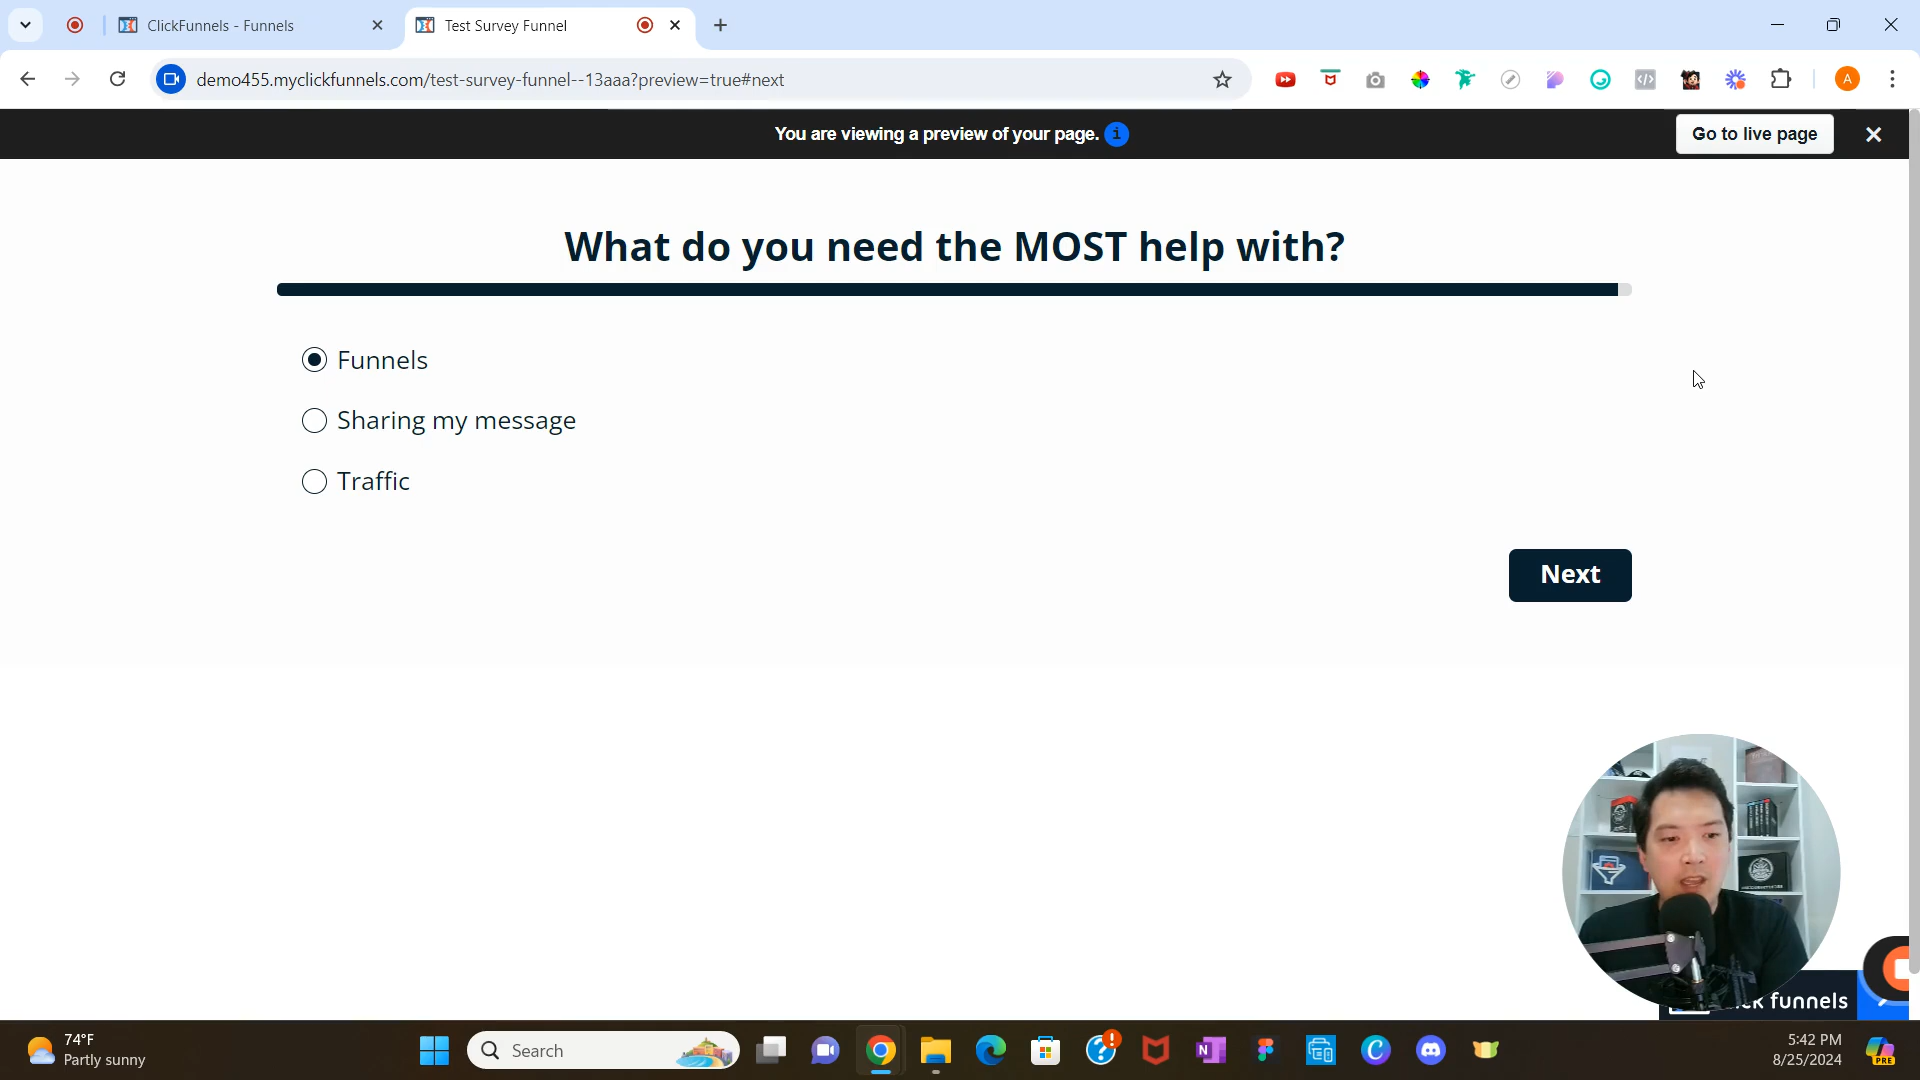 ClickFunnels - Funnels
Test Survey Funnel
demo455.myclickfunnels.com/test-survey-funnel--13aaa?preview=true#next
A
You are viewing a preview of your page. i
Go to live page
What do you need the MOST help with?
Funnels
Sharing my message
Traffic
Next
funnels
74°F
Partly sunny
Search
5:42 PM
8/25/2024
PRE